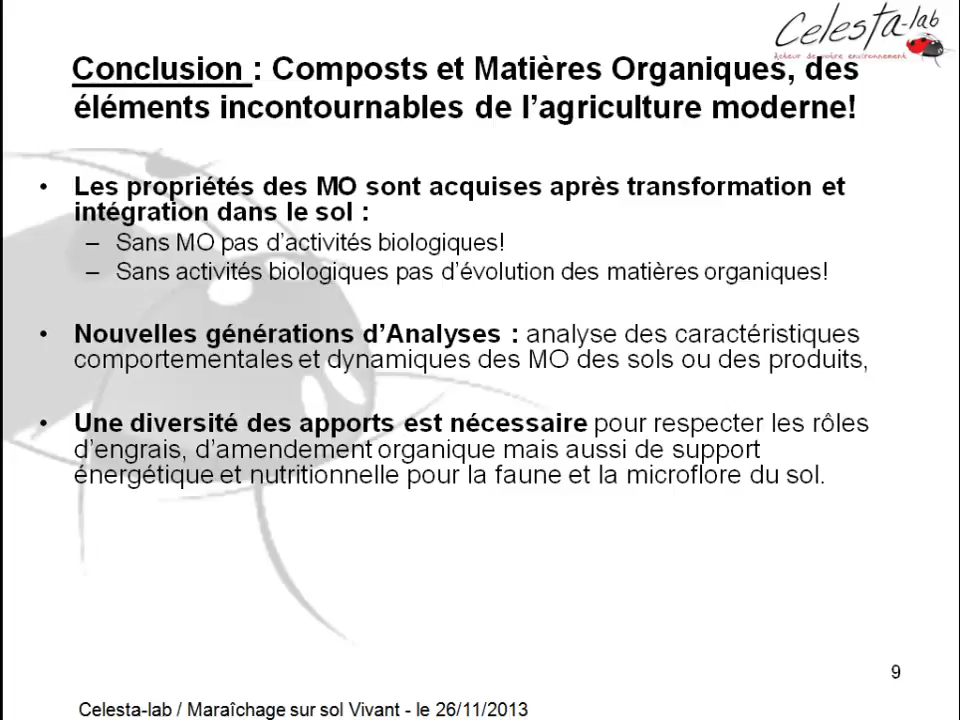 Celesta-lab
Acteur de votre environnement
Conclusion : Composts et Matières Organiques, des
éléments incontournables de l'agriculture moderne!
• Les propriétés des MO sont acquises après transformation et
intégration dans le sol :
– Sans MO pas d'activités biologiques!
– Sans activités biologiques pas d'évolution des matières organiques!
• Nouvelles générations d'Analyses : analyse des caractéristiques
comportementales et dynamiques des MO des sols ou des produits,
• Une diversité des apports est nécessaire pour respecter les rôles
d'engrais, d'amendement organique mais aussi de support
énergétique et nutritionnelle pour la faune et la microflore du sol.
9
Celesta-lab / Maraîchage sur sol Vivant - le 26/11/2013